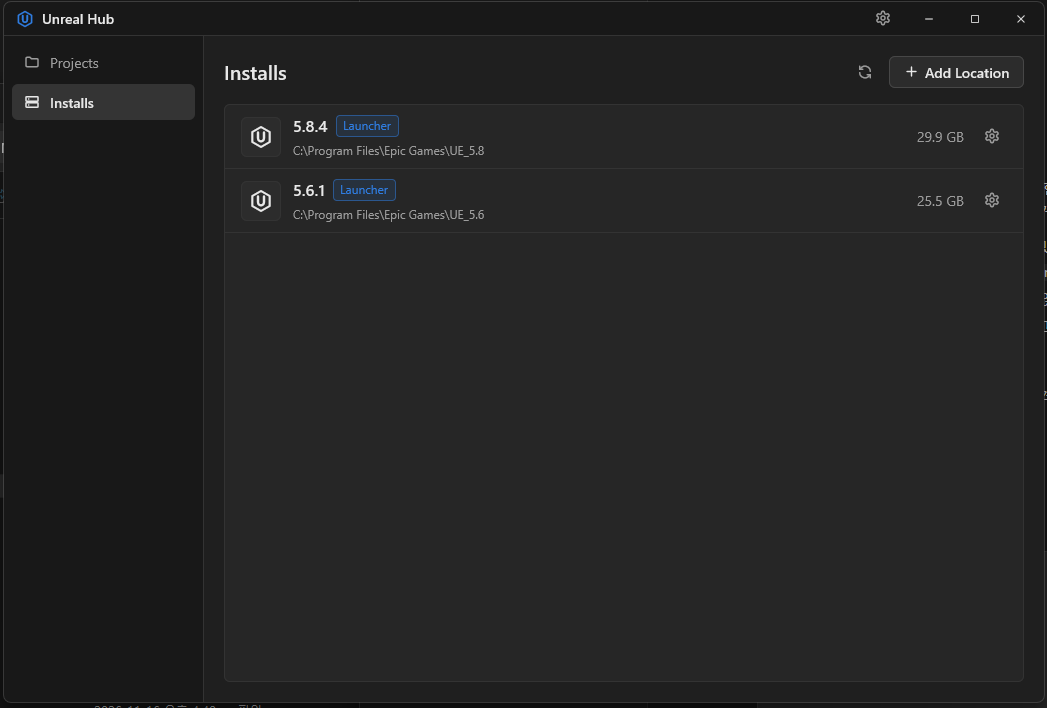 Unreal Hub
Projects
Installs
Installs
Add Location
5.8.4 Launcher
C:\Program Files\Epic Games\UE_5.8
29.9 GB
5.6.1 Launcher
C:\Program Files\Epic Games\UE_5.6
25.5 GB